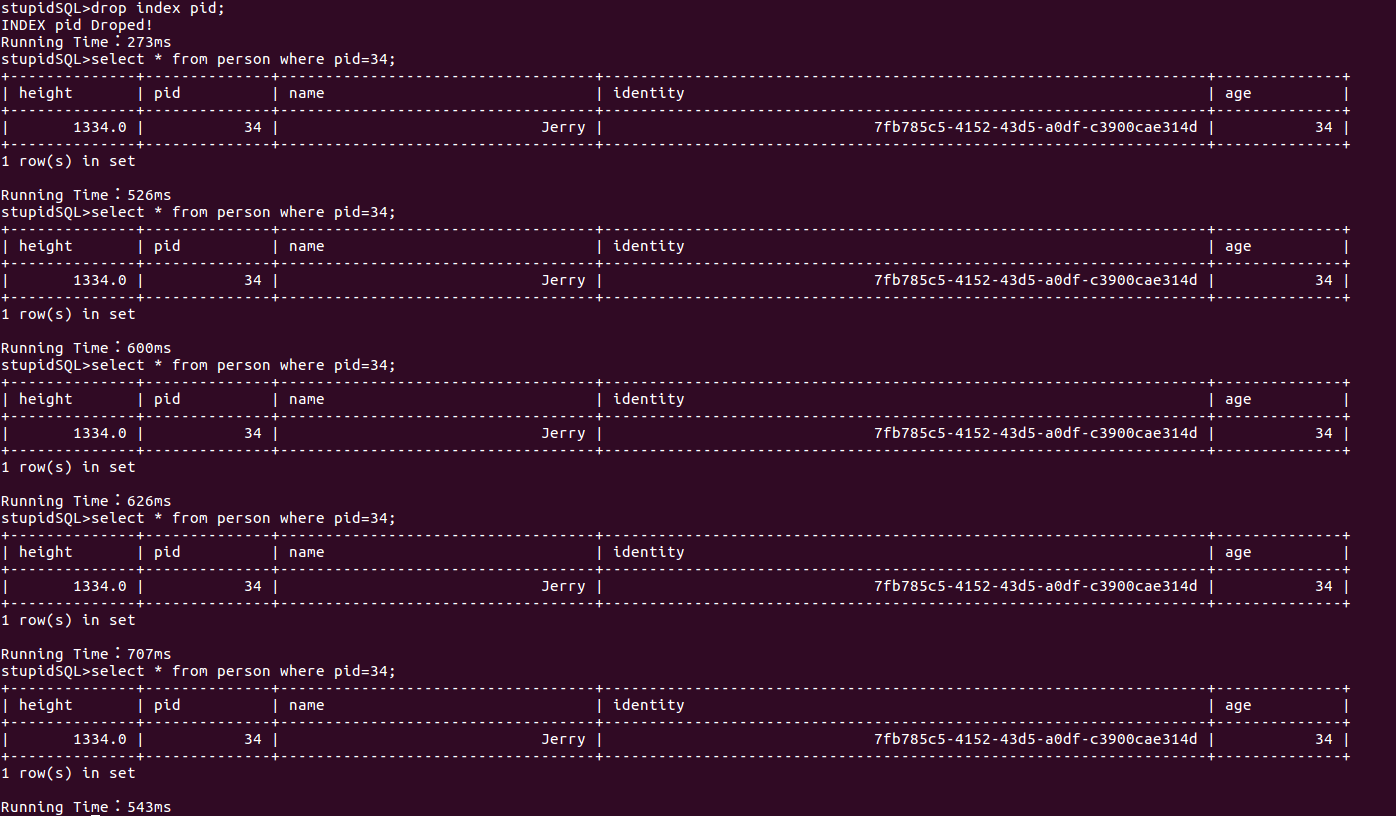 stupidSQL>drop index pid;
INDEX pid Droped!
Running Time：273ms
stupidSQL>select * from person where pid=34;
+--------------+--------------+-----------------------------------+-------------------------------------------------------------------+--------------+
| height       | pid          | name                              | identity                                                          | age          |
+--------------+--------------+-----------------------------------+-------------------------------------------------------------------+--------------+
|       1334.0 |           34 |                             Jerry |                              7fb785c5-4152-43d5-a0df-c3900cae314d |           34 |
+--------------+--------------+-----------------------------------+-------------------------------------------------------------------+--------------+
1 row(s) in set

Running Time：526ms
stupidSQL>select * from person where pid=34;
+--------------+--------------+-----------------------------------+-------------------------------------------------------------------+--------------+
| height       | pid          | name                              | identity                                                          | age          |
+--------------+--------------+-----------------------------------+-------------------------------------------------------------------+--------------+
|       1334.0 |           34 |                             Jerry |                              7fb785c5-4152-43d5-a0df-c3900cae314d |           34 |
+--------------+--------------+-----------------------------------+-------------------------------------------------------------------+--------------+
1 row(s) in set

Running Time：600ms
stupidSQL>select * from person where pid=34;
+--------------+--------------+-----------------------------------+-------------------------------------------------------------------+--------------+
| height       | pid          | name                              | identity                                                          | age          |
+--------------+--------------+-----------------------------------+-------------------------------------------------------------------+--------------+
|       1334.0 |           34 |                             Jerry |                              7fb785c5-4152-43d5-a0df-c3900cae314d |           34 |
+--------------+--------------+-----------------------------------+-------------------------------------------------------------------+--------------+
1 row(s) in set

Running Time：626ms
stupidSQL>select * from person where pid=34;
+--------------+--------------+-----------------------------------+-------------------------------------------------------------------+--------------+
| height       | pid          | name                              | identity                                                          | age          |
+--------------+--------------+-----------------------------------+-------------------------------------------------------------------+--------------+
|       1334.0 |           34 |                             Jerry |                              7fb785c5-4152-43d5-a0df-c3900cae314d |           34 |
+--------------+--------------+-----------------------------------+-------------------------------------------------------------------+--------------+
1 row(s) in set

Running Time：707ms
stupidSQL>select * from person where pid=34;
+--------------+--------------+-----------------------------------+-------------------------------------------------------------------+--------------+
| height       | pid          | name                              | identity                                                          | age          |
+--------------+--------------+-----------------------------------+-------------------------------------------------------------------+--------------+
|       1334.0 |           34 |                             Jerry |                              7fb785c5-4152-43d5-a0df-c3900cae314d |           34 |
+--------------+--------------+-----------------------------------+-------------------------------------------------------------------+--------------+
1 row(s) in set

Running Time：543ms